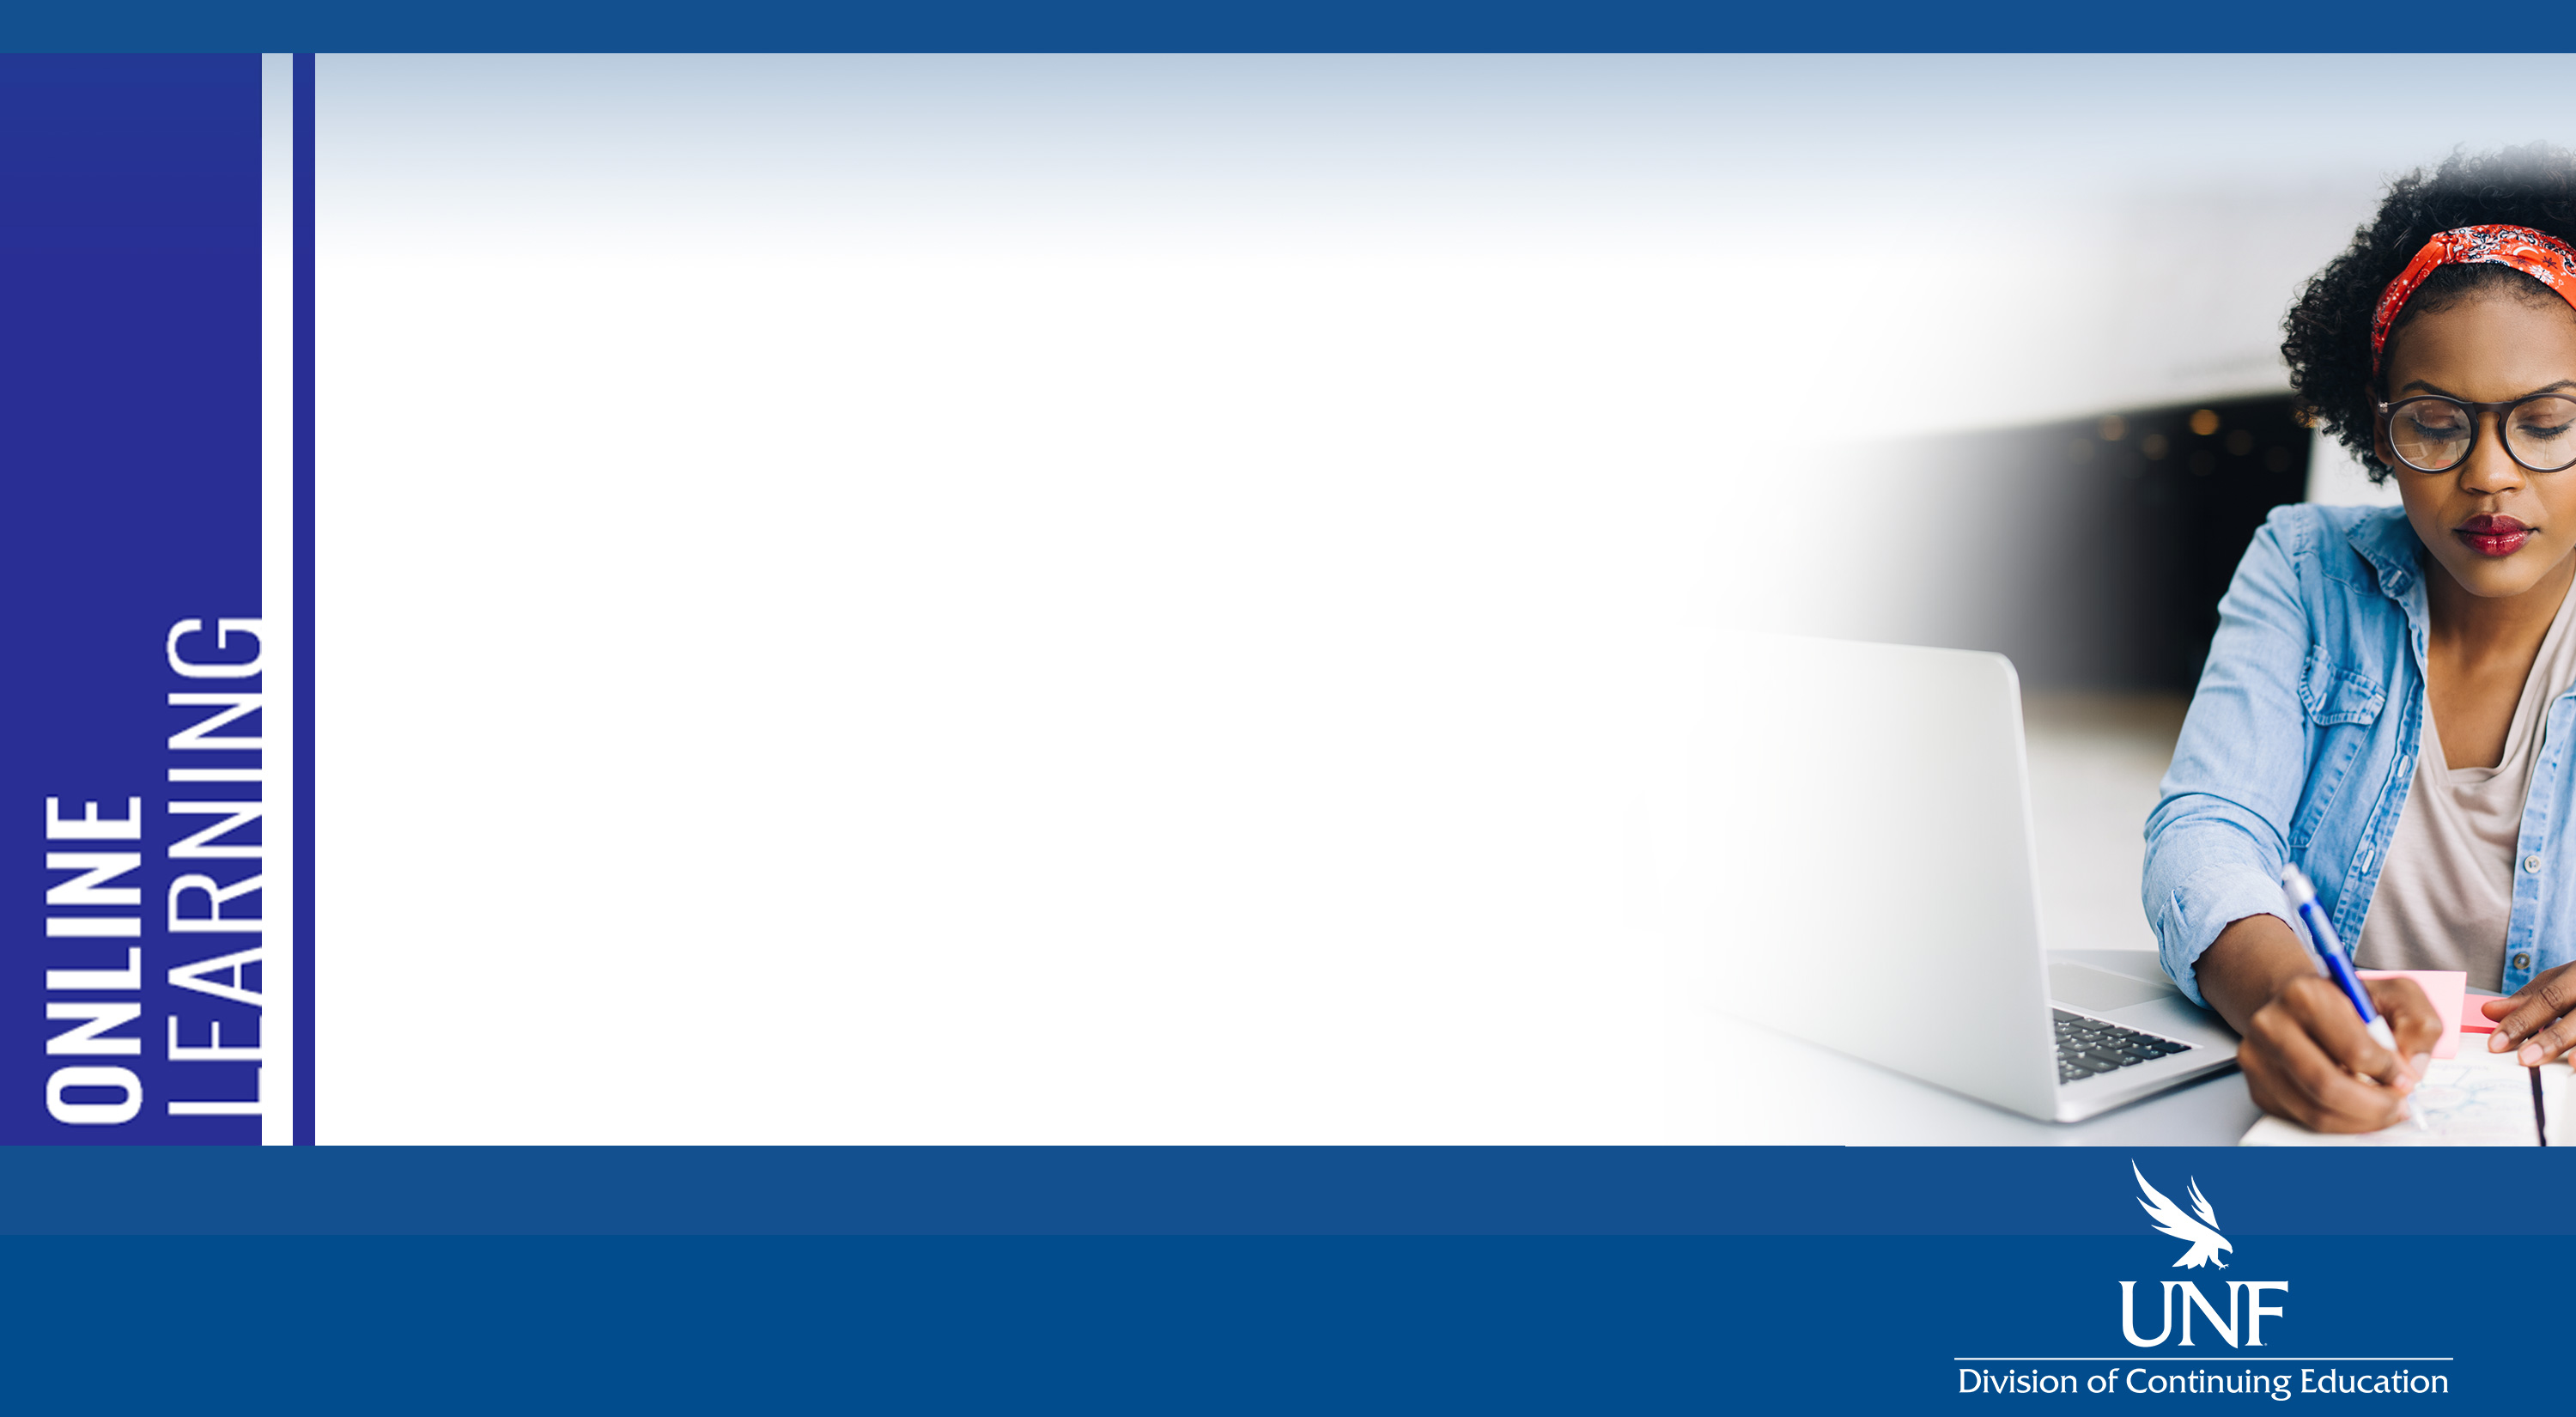 ONLINE
LEARNING
UNF
Division of Continuing Education